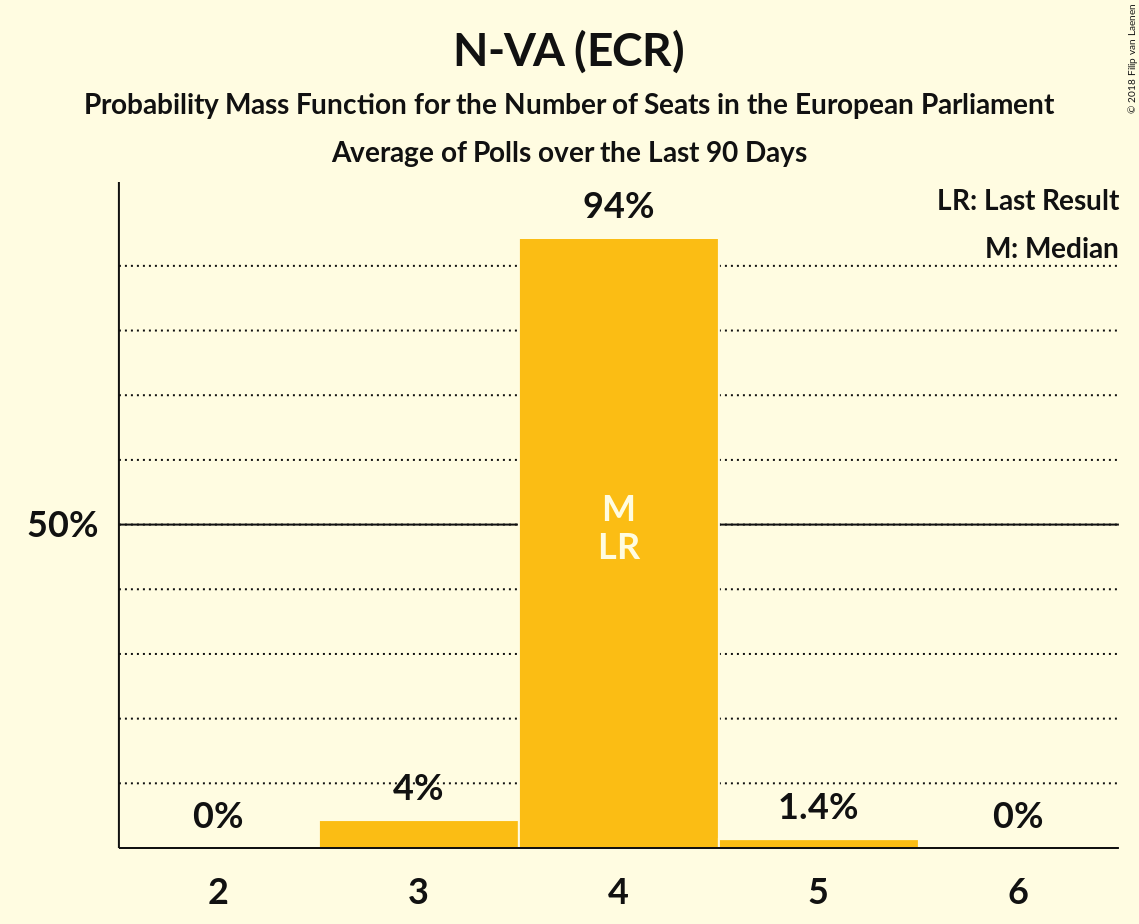 N-VA (ECR)
Probability Mass Function for the Number of Seats in the European Parliament
Average of Polls over the Last 90 Days
© 2018 Filip van Laenen
LR: Last Result
M: Median
94%
50%
M
LR
4%
1.4%
0%
0%
2
3
4
5
6